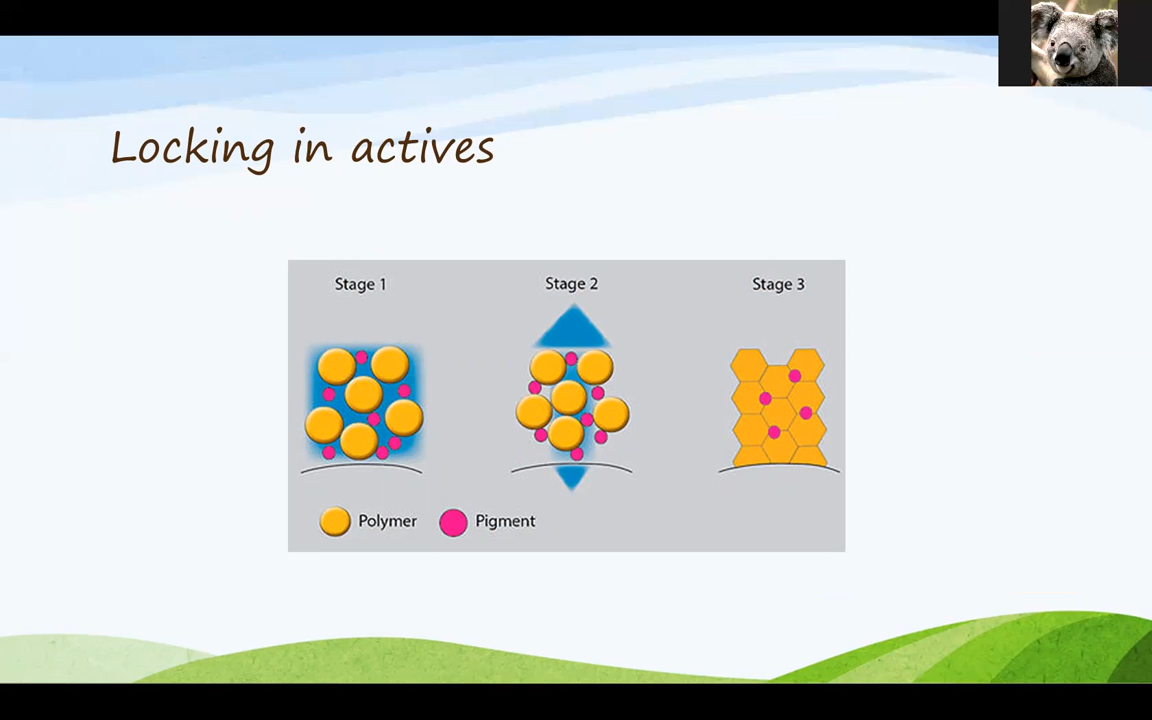 Locking in actives
Stage 1
Stage 2
Stage 3
Polymer
Pigment